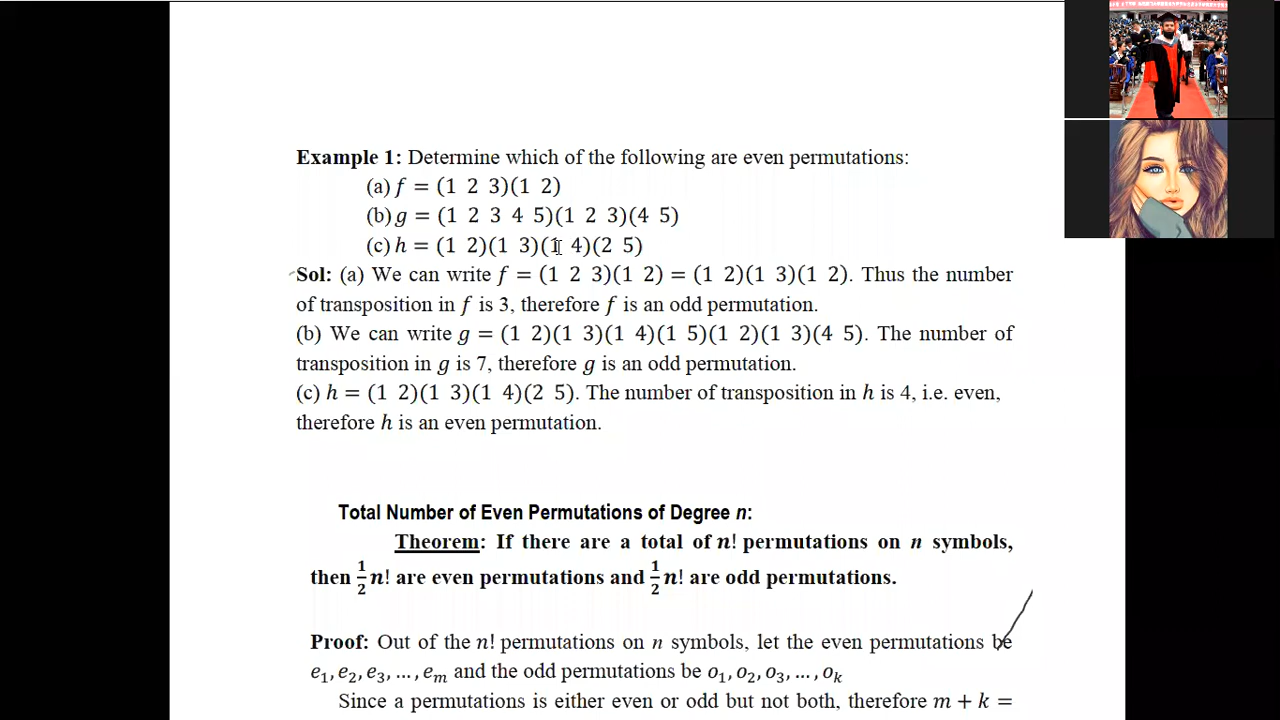 Example 1: Determine which of the following are even permutations:
(a) f = (1 2 3)(1 2)
(b) g = (1 2 3 4 5)(1 2 3)(4 5)
(c) h = (1 2)(1 3)(1 4)(2 5)
Sol: (a) We can write f = (1 2 3)(1 2) = (1 2)(1 3)(1 2). Thus the number
of transposition in f is 3, therefore f is an odd permutation.
(b) We can write g = (1 2)(1 3)(1 4)(1 5)(1 2)(1 3)(4 5). The number of
transposition in g is 7, therefore g is an odd permutation.
(c) h = (1 2)(1 3)(1 4)(2 5). The number of transposition in h is 4, i.e. even,
therefore h is an even permutation.
Total Number of Even Permutations of Degree n:
Theorem: If there are a total of n! permutations on n symbols,
then 1/2 n! are even permutations and 1/2 n! are odd permutations.
Proof: Out of the n! permutations on n symbols, let the even permutations be
e₁, e₂, e₃, …, eₘ and the odd permutations be o₁, o₂, o₃, …, oₖ
Since a permutations is either even or odd but not both, therefore m + k =